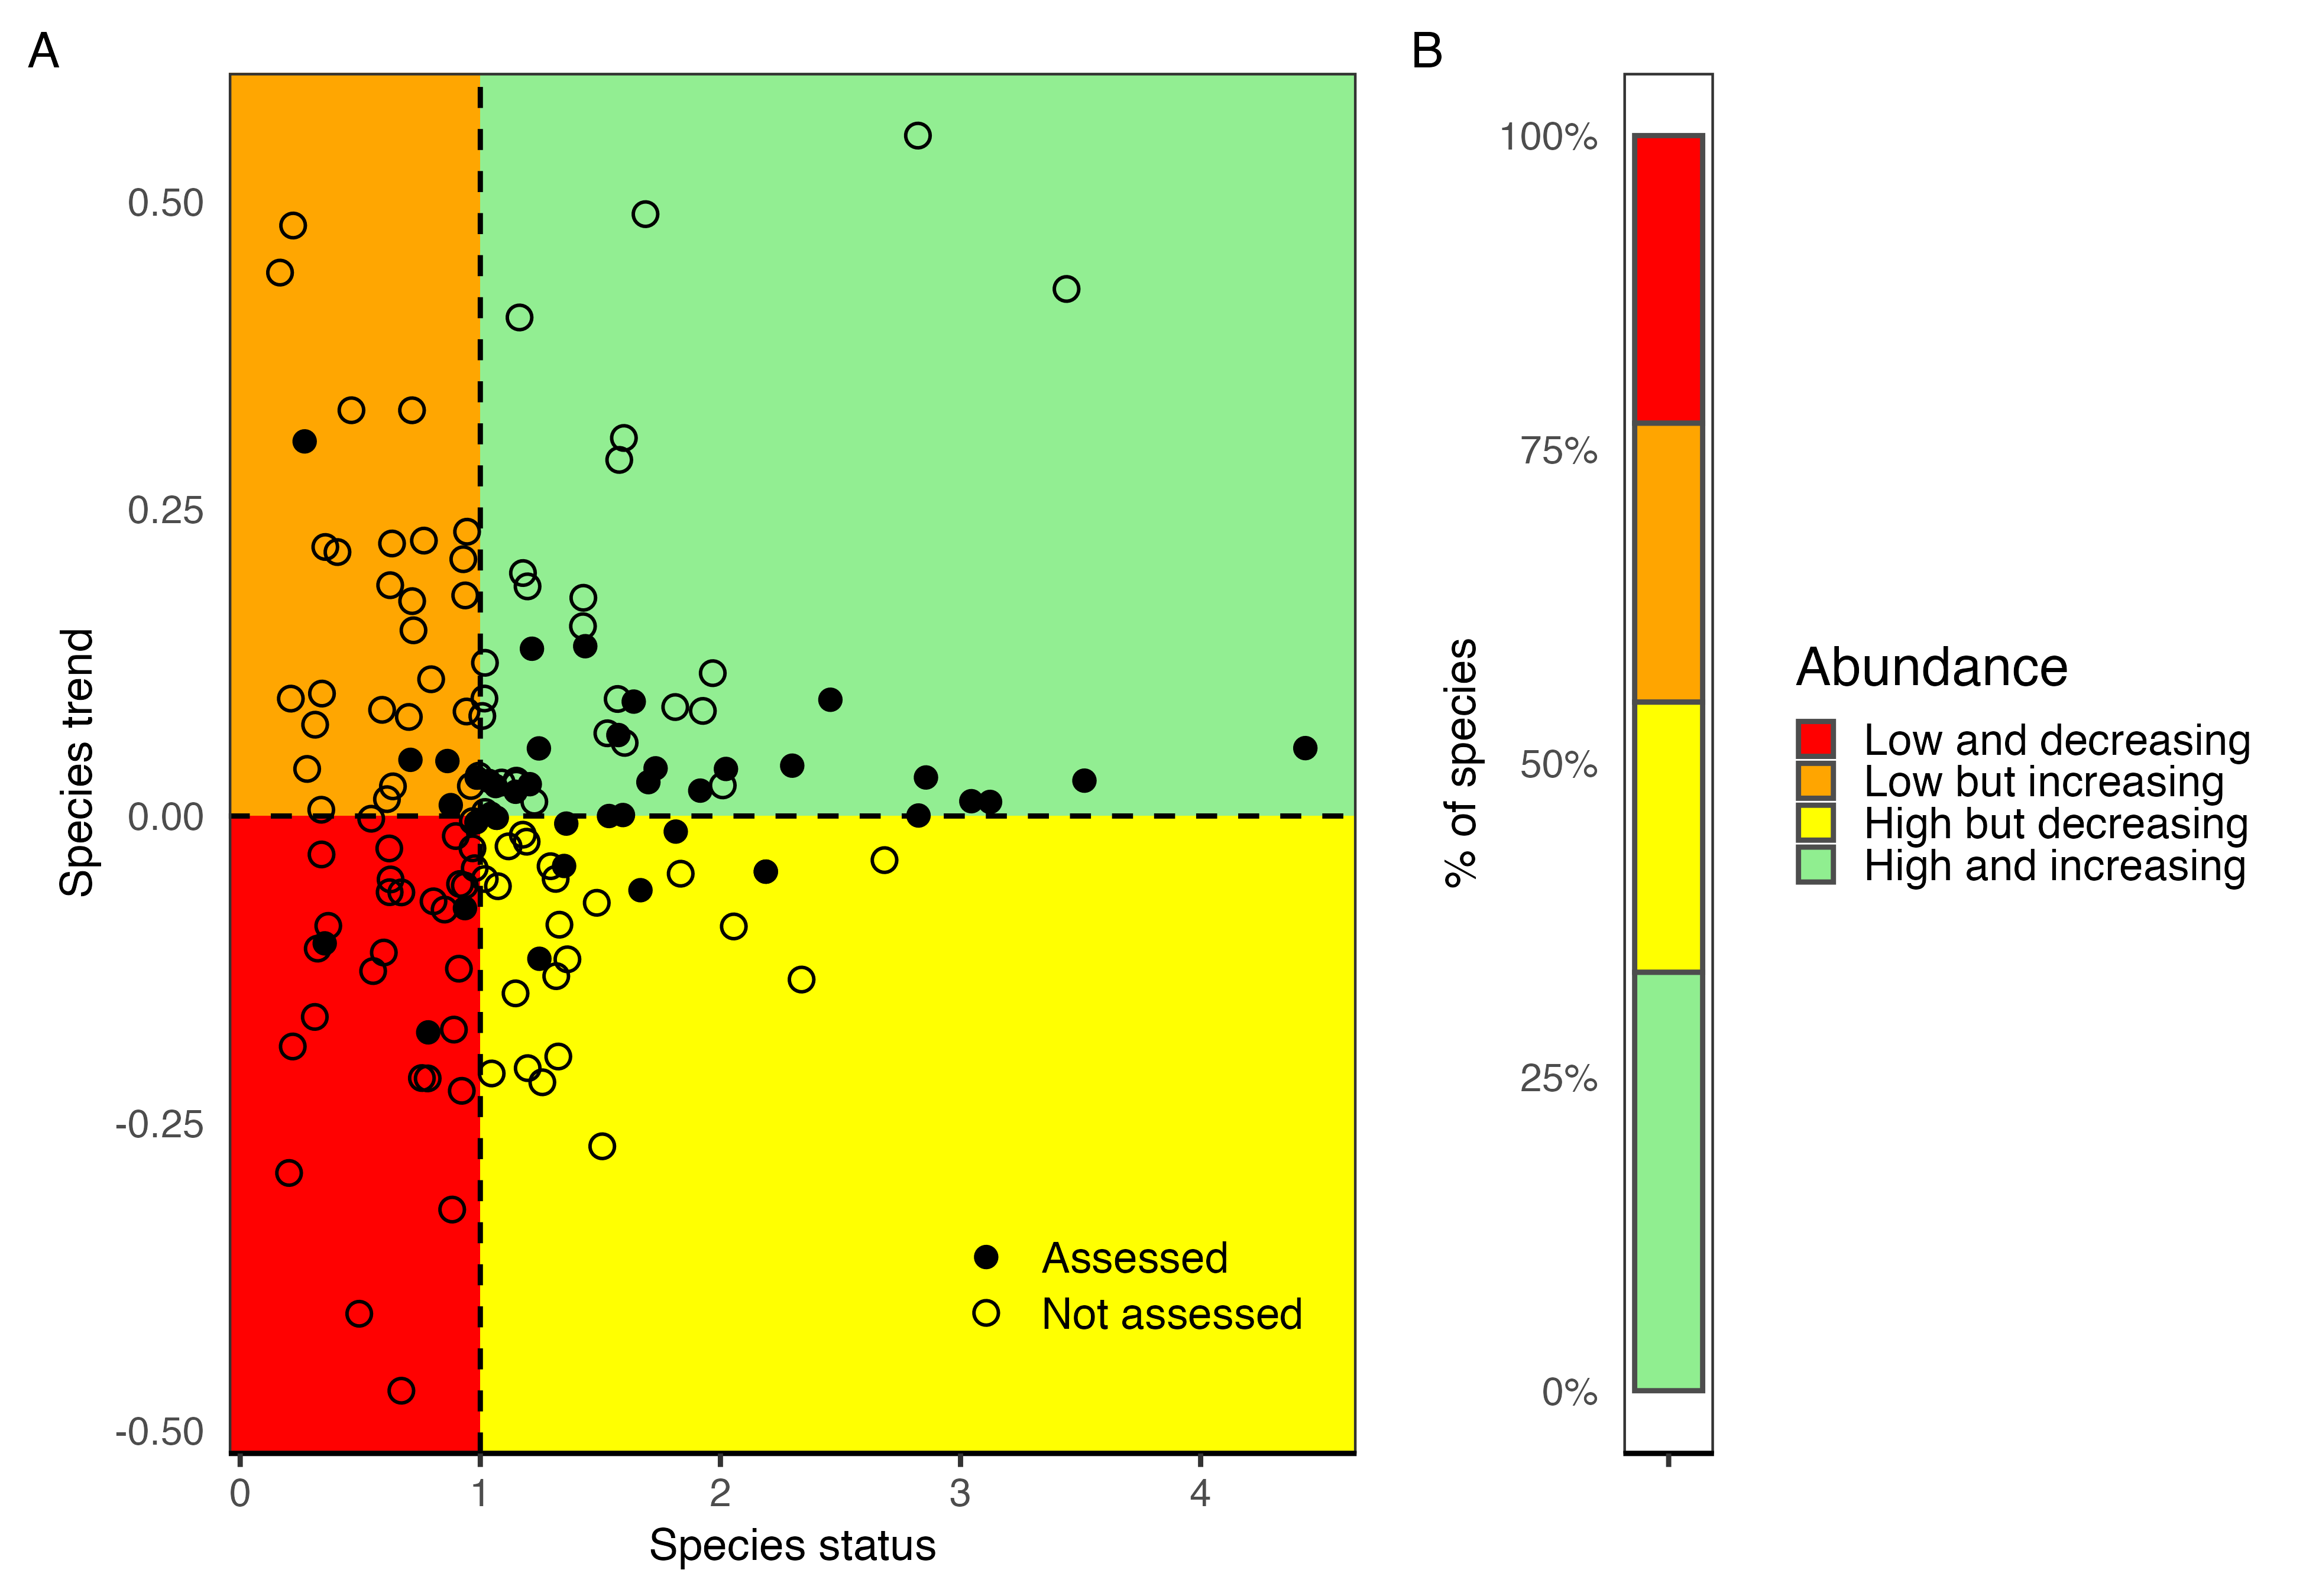 A
B
0.50
0.25
0.00
-0.25
-0.50
Species trend
0
1
2
3
4
Species status
Assessed
Not assessed
100%
75%
50%
25%
0%
% of species
Abundance
Low and decreasing
Low but increasing
High but decreasing
High and increasing